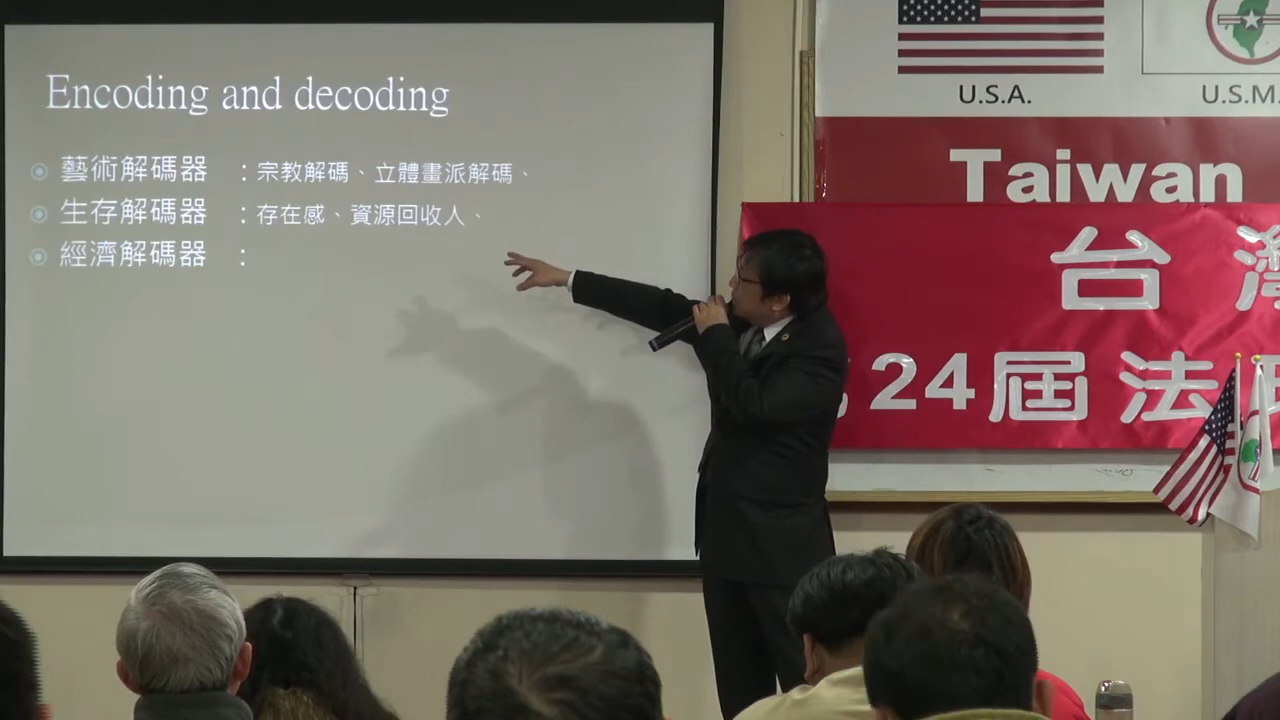 Encoding and decoding
藝術解碼器 ：宗教解碼、立體畫派解碼、
生存解碼器 ：存在感、資源回收人、
經濟解碼器 ：
U.S.A.
U.S.M.
Taiwan
台灣
24屆法